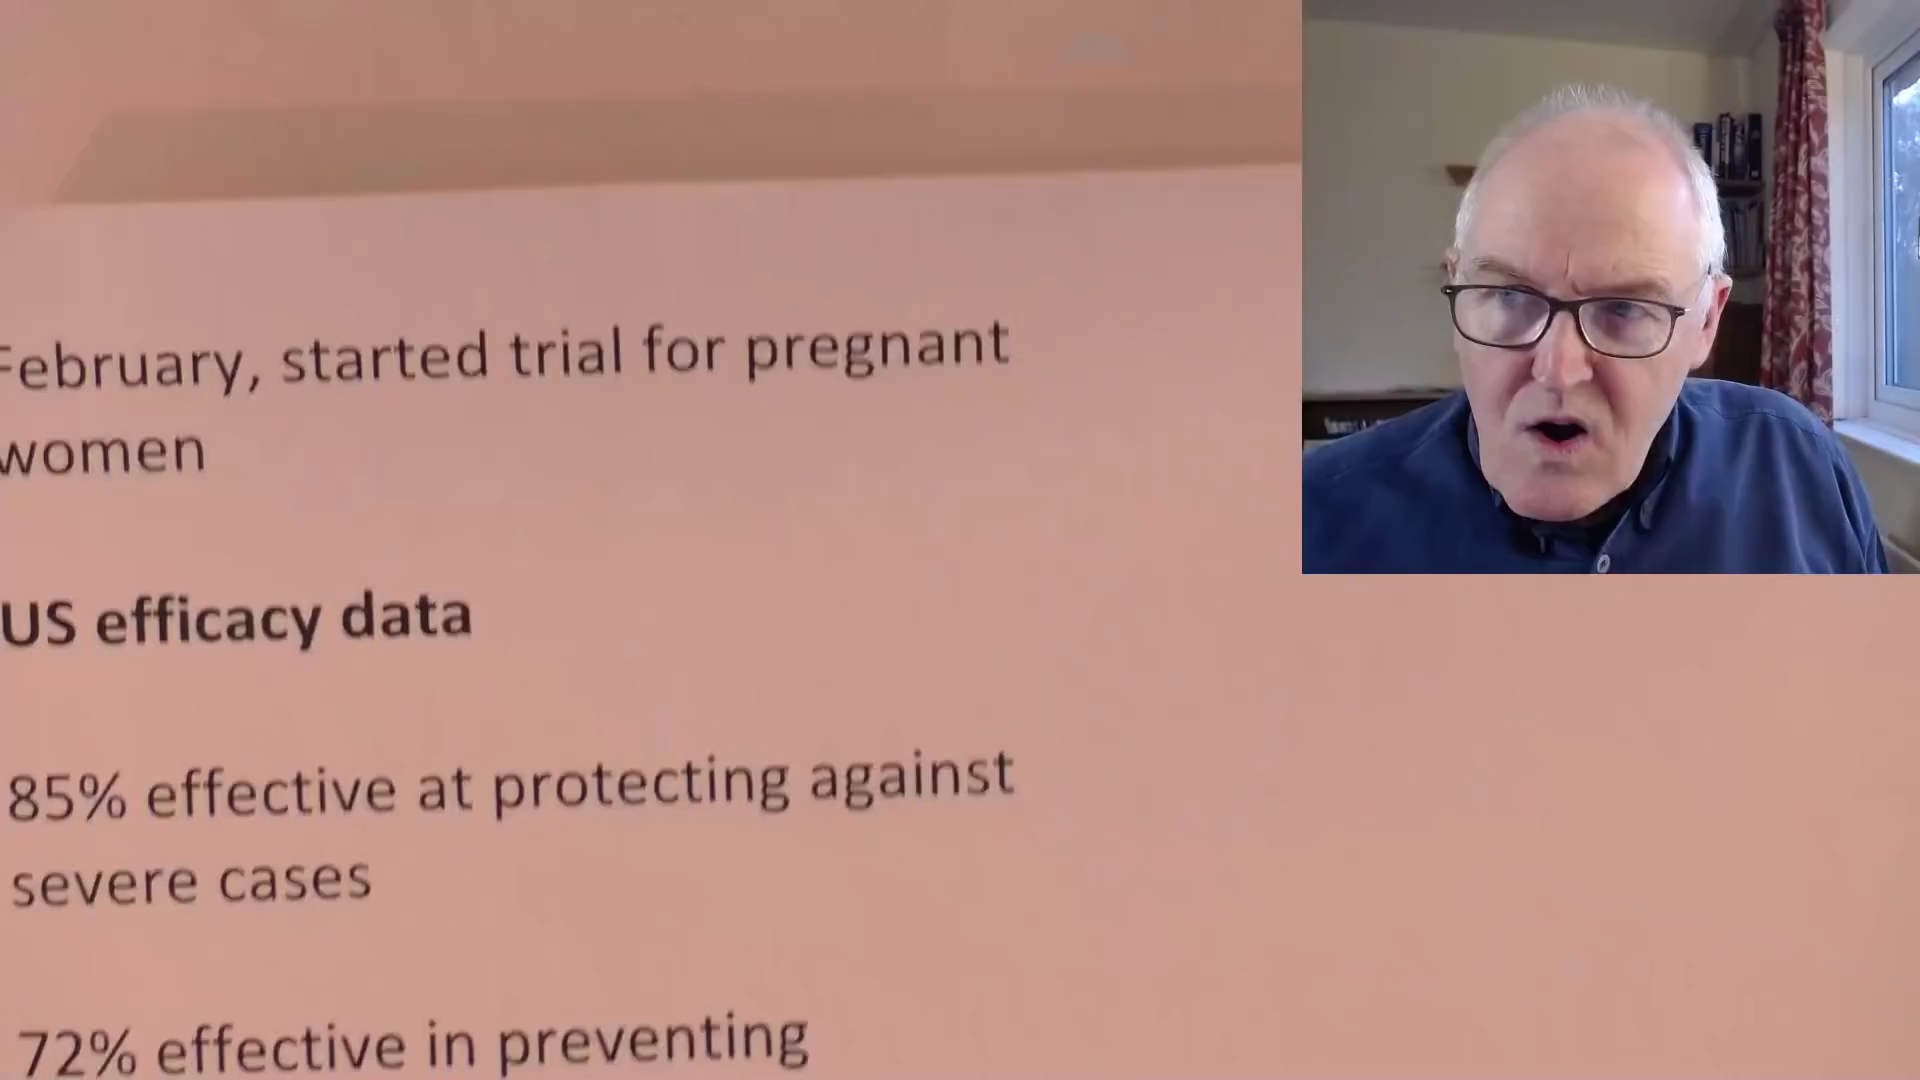 February, started trial for pregnant
women
US efficacy data
85% effective at protecting against
severe cases
72% effective in preventing